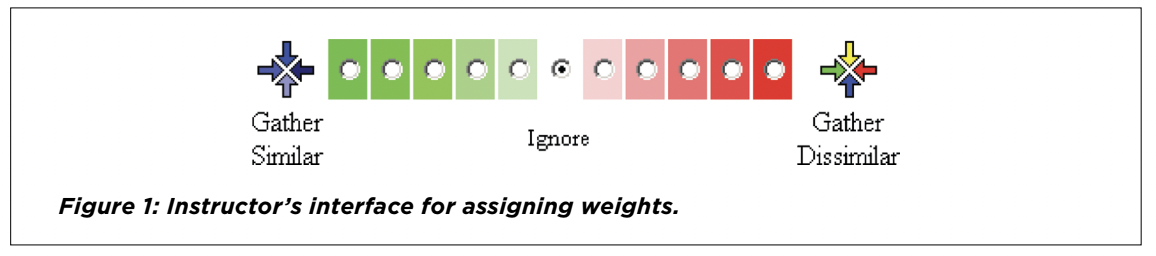 Gather
Similar
Ignore
Gather
Dissimilar
Figure 1: Instructor's interface for assigning weights.